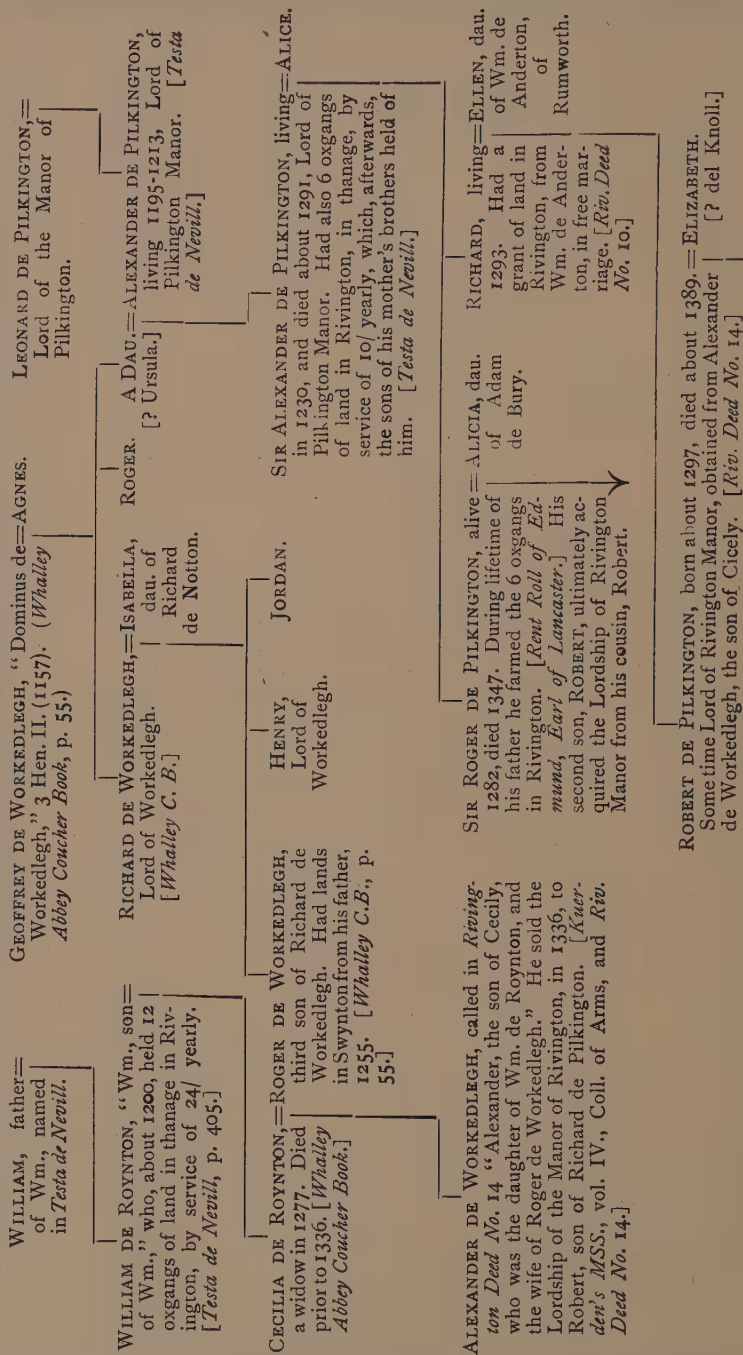 WILLIAM, father=
of Wm., named
in Testa de Nevill.
GEOFFREY DE WORKEDLEGH, “Dominus de=AGNES.
Workedlegh,” 3 Hen. II. (1157). (Whalley
Abbey Coucher Book, p. 55.)
LEONARD DE PILKINGTON,=
Lord of the Manor of
Pilkington.
WILLIAM DE ROYNTON, “Wm., son=
of Wm.,” who, about 1200, held 12
oxgangs of land in thanage in Riv-
ington, by service of 24/ yearly.
[Testa de Nevill, p. 405.]
RICHARD DE WORKEDLEGH,=ISABELLA,
Lord of Workedlegh.
[Whalley C. B.]
dau. of
Richard
de Notton.
ROGER.
A DAU.=ALEXANDER DE PILKINGTON,
[? Ursula.]
living 1195-1213, Lord of
Pilkington Manor. [Testa
de Nevill.]
CECILIA DE ROYNTON,=ROGER DE WORKEDLEGH,
a widow in 1277. Died
prior to 1336. [Whalley
Abbey Coucher Book.]
third son of Richard de
Workedlegh. Had lands
in Swynton from his father,
1255. [Whalley C.B., p.
55.]
HENRY,
Lord of
Workedlegh.
JORDAN.
SIR ALEXANDER DE PILKINGTON, living=ALICE.
in 1230, and died about 1291, Lord of
Pilkington Manor. Had also 6 oxgangs
of land in Rivington, in thanage, by
service of 10/ yearly, which, afterwards,
the sons of his mother's brothers held of
him. [Testa de Nevill.]
ALEXANDER DE WORKEDLEGH, called in Riving-
ton Deed No. 14 “Alexander, the son of Cecily,
who was the daughter of Wm. de Roynton, and
the wife of Roger de Workedlegh.” He sold the
Lordship of the Manor of Rivington, in 1336, to
Robert, son of Richard de Pilkington. [Kuer-
den's MSS., vol. IV., Coll. of Arms, and Riv.
Deed No. 14.]
SIR ROGER DE PILKINGTON, alive=ALICIA, dau.
1282, died 1347. During lifetime of
his father he farmed the 6 oxgangs
in Rivington. [Rent Roll of Ed-
mund, Earl of Lancaster.] His
second son, ROBERT, ultimately ac-
quired the Lordship of Rivington
Manor from his cousin, Robert.
of Adam
de Bury.
RICHARD, living=ELLEN, dau.
1293. Had a
grant of land in
Rivington, from
Wm. de Ander-
ton, in free mar-
riage. [Riv. Deed
No. 10.]
of Wm. de
Anderton,
of
Rumworth.
ROBERT DE PILKINGTON, born about 1297, died about 1389.=ELIZABETH.
Some time Lord of Rivington Manor, obtained from Alexander
de Workedlegh, the son of Cicely. [Riv. Deed No. 14.]
[? del Knoll.]